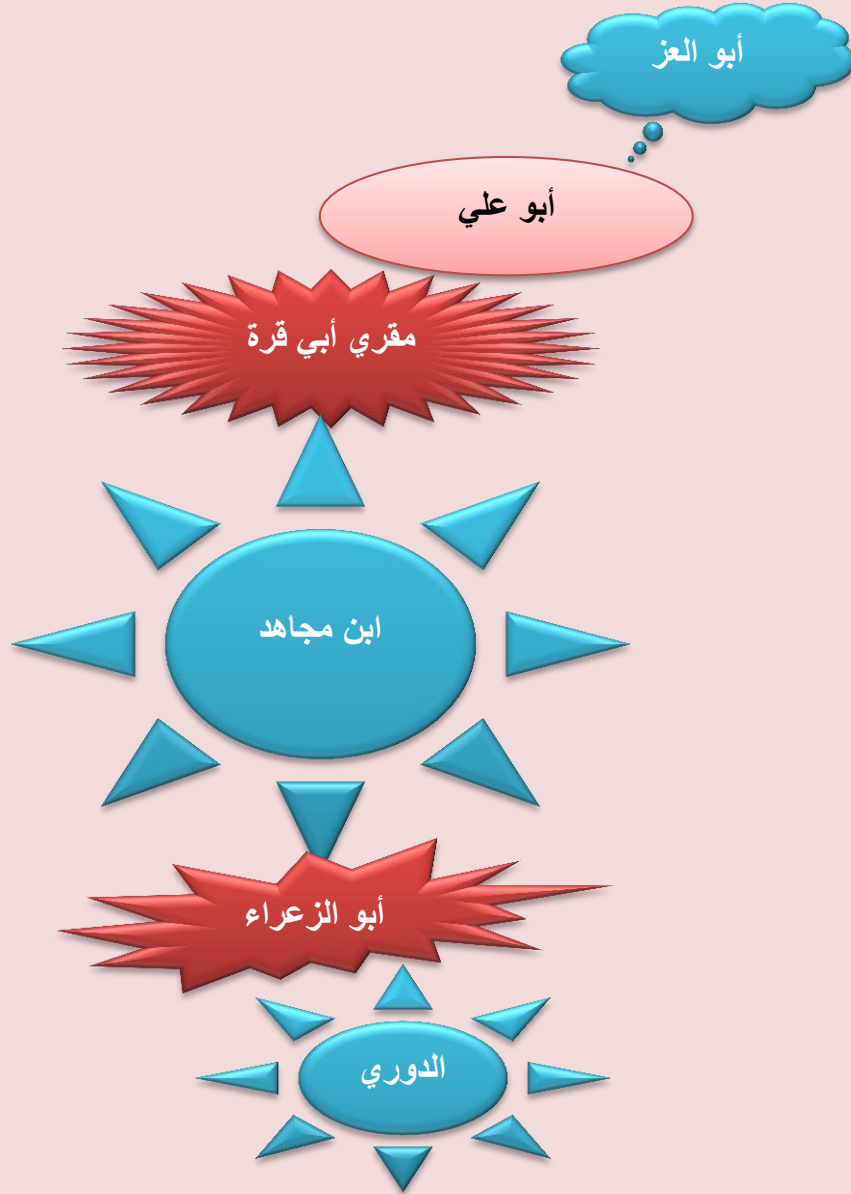 أبو العز
أبو علي
مقري أبي قرة
ابن مجاهد
أبو الزعراء
الدوري